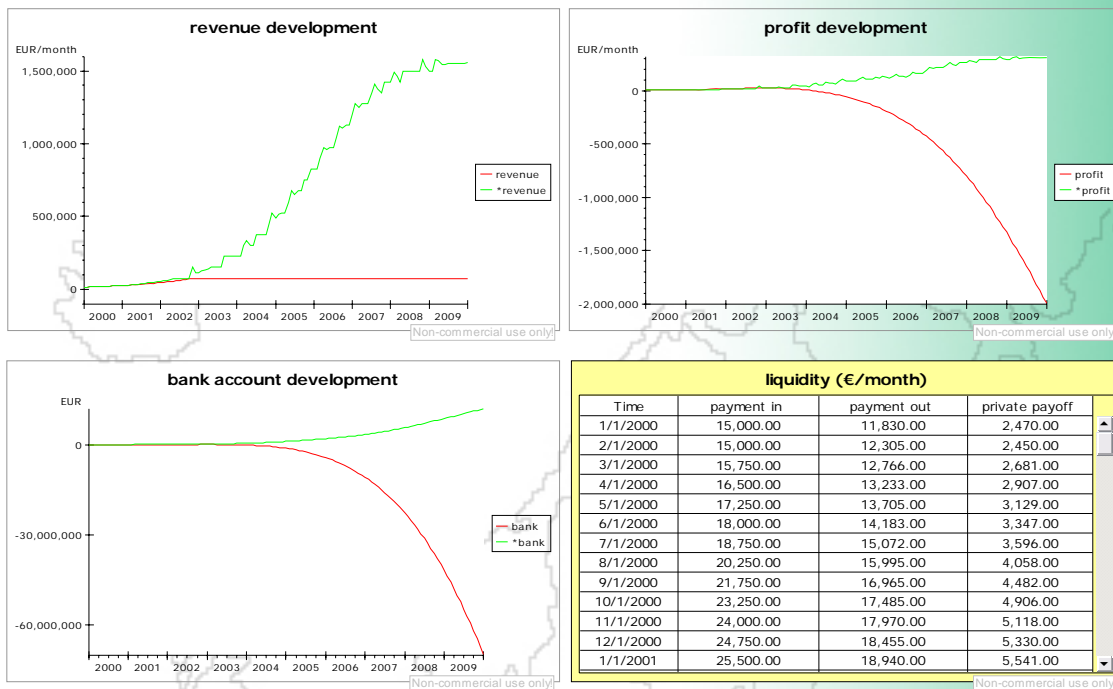 revenue development
EUR/month
1,500,000
1,000,000
500,000
0
2000 2001 2002 2003 2004 2005 2006 2007 2008 2009
revenue
*revenue
Non-commercial use only!
profit development
EUR/month
0
-500,000
-1,000,000
-1,500,000
-2,000,000
2000 2001 2002 2003 2004 2005 2006 2007 2008 2009
profit
*profit
Non-commercial use only!
bank account development
EUR
0
-30,000,000
-60,000,000
2000 2001 2002 2003 2004 2005 2006 2007 2008 2009
bank
*bank
Non-commercial use only!
liquidity (€/month)
Time payment in payment out private payoff
1/1/2000 15,000.00 11,830.00 2,470.00
2/1/2000 15,000.00 12,305.00 2,450.00
3/1/2000 15,750.00 12,766.00 2,681.00
4/1/2000 16,500.00 13,233.00 2,907.00
5/1/2000 17,250.00 13,705.00 3,129.00
6/1/2000 18,000.00 14,183.00 3,347.00
7/1/2000 18,750.00 15,072.00 3,596.00
8/1/2000 20,250.00 15,995.00 4,058.00
9/1/2000 21,750.00 16,965.00 4,482.00
10/1/2000 23,250.00 17,485.00 4,906.00
11/1/2000 24,000.00 17,970.00 5,118.00
12/1/2000 24,750.00 18,455.00 5,330.00
1/1/2001 25,500.00 18,940.00 5,541.00
Non-commercial use only!